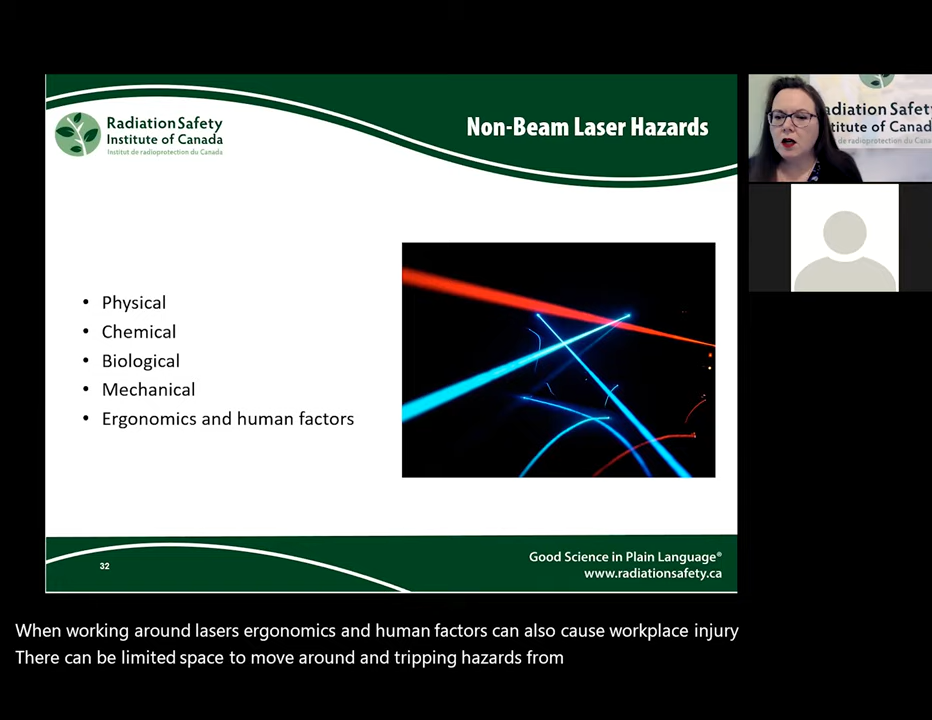 Radiation Safety
Institute of Canada
Institut de radioprotection du Canada
Non-Beam Laser Hazards
• Physical
• Chemical
• Biological
• Mechanical
• Ergonomics and human factors
32
Good Science in Plain Language®
www.radiationsafety.ca
adiation Safet
titute of Canad
de radioprotection du Cana
When working around lasers ergonomics and human factors can also cause workplace injury
There can be limited space to move around and tripping hazards from